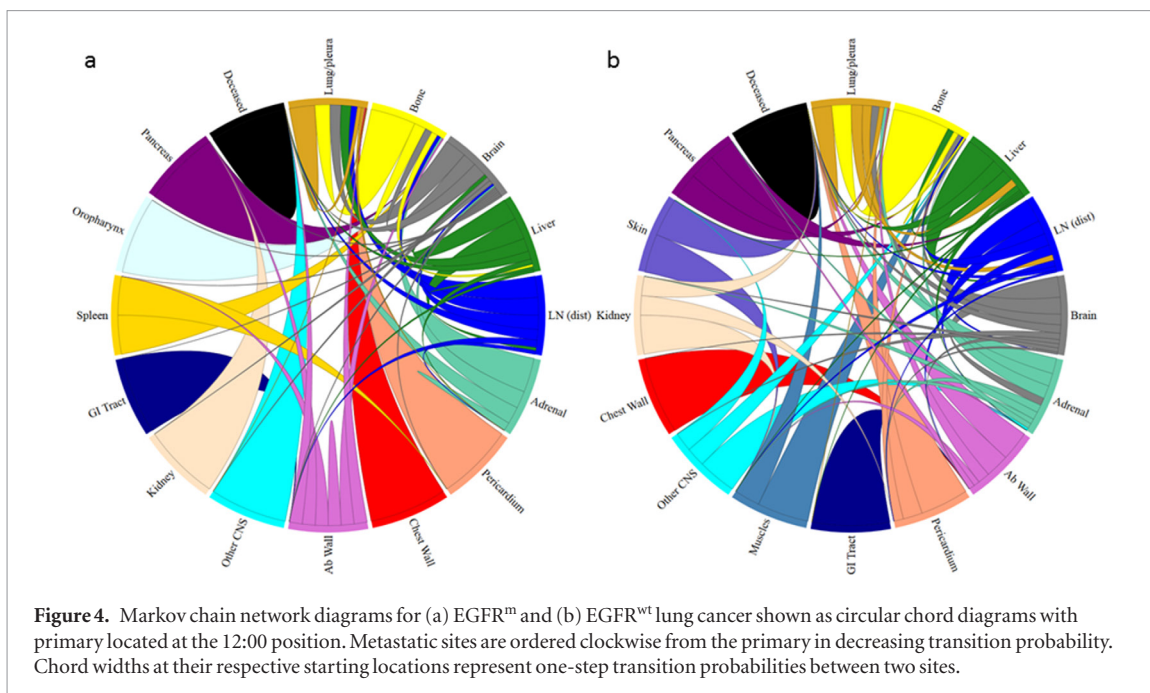 a
Lung/pleura
Bone
Brain
Liver
LN (dist)
Adrenal
Pericardium
Chest Wall
Ab Wall
Other CNS
Kidney
GI Tract
Spleen
Oropharynx
Pancreas
Deceased
b
Lung/pleura
Bone
Liver
LN (dist)
Brain
Adrenal
Ab Wall
Pericardium
GI Tract
Muscles
Other CNS
Chest Wall
Kidney
Skin
Pancreas
Deceased
Figure 4. Markov chain network diagrams for (a) EGFRᵐ and (b) EGFRʷᵗ lung cancer shown as circular chord diagrams with
primary located at the 12:00 position. Metastatic sites are ordered clockwise from the primary in decreasing transition probability.
Chord widths at their respective starting locations represent one-step transition probabilities between two sites.